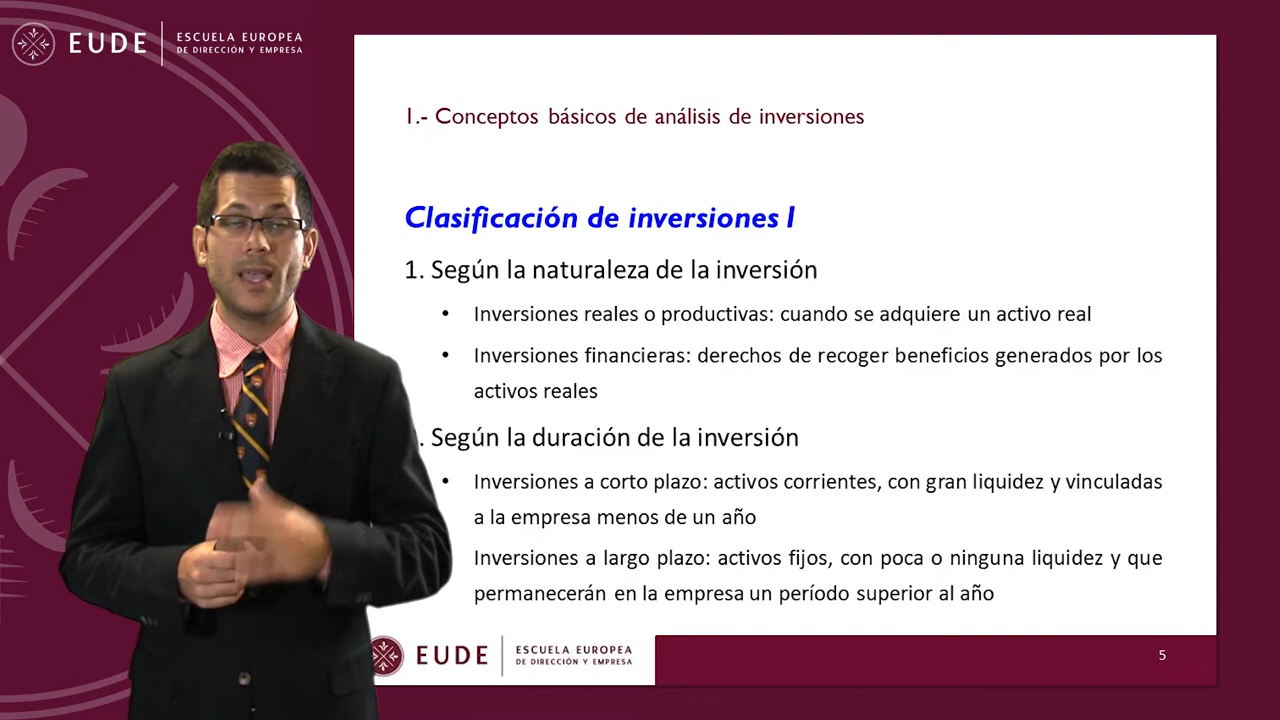 EUDE
ESCUELA EUROPEA
DE DIRECCIÓN Y EMPRESA
1.- Conceptos básicos de análisis de inversiones
Clasificación de inversiones I
1. Según la naturaleza de la inversión
• Inversiones reales o productivas: cuando se adquiere un activo real
• Inversiones financieras: derechos de recoger beneficios generados por los
activos reales
. Según la duración de la inversión
• Inversiones a corto plazo: activos corrientes, con gran liquidez y vinculadas
a la empresa menos de un año
Inversiones a largo plazo: activos fijos, con poca o ninguna liquidez y que
permanecerán en la empresa un período superior al año
EUDE
ESCUELA EUROPEA
DE DIRECCIÓN Y EMPRESA
5